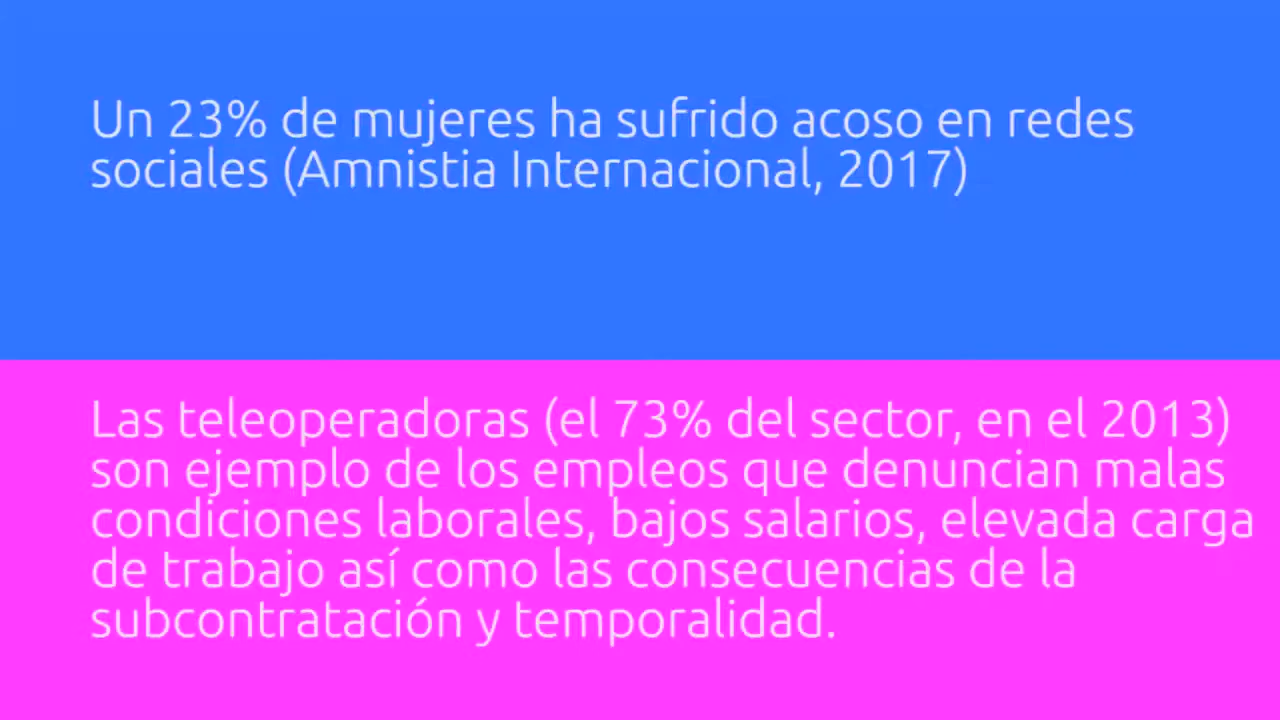 Un 23% de mujeres ha sufrido acoso en redes
sociales (Amnistia Internacional, 2017)
Las teleoperadoras (el 73% del sector, en el 2013)
son ejemplo de los empleos que denuncian malas
condiciones laborales, bajos salarios, elevada carga
de trabajo así como las consecuencias de la
subcontratación y temporalidad.